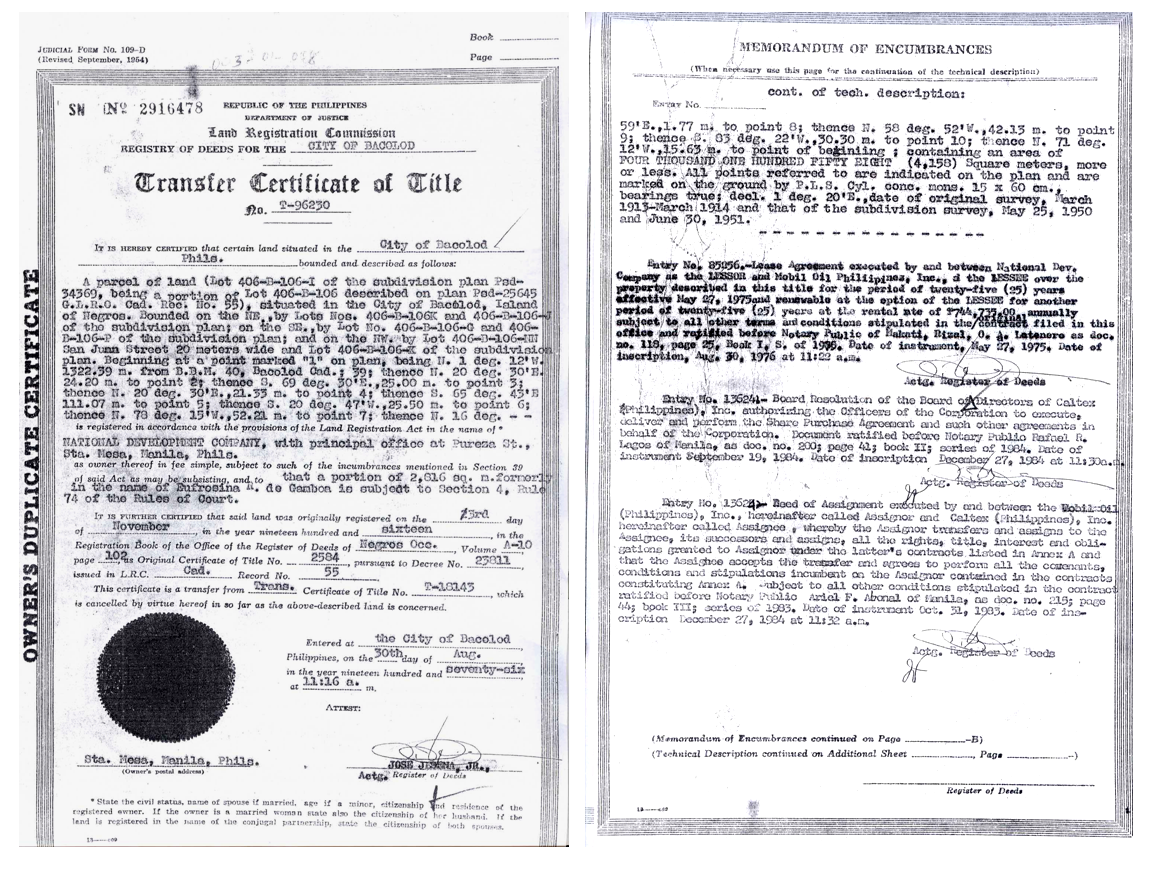 JUDICIAL FORM No. 109-D
(Revised September, 1954)
Book
Page
SN No 2916478
REPUBLIC OF THE PHILIPPINES
DEPARTMENT OF JUSTICE
Land Registration Commission
REGISTRY OF DEEDS FOR THE CITY OF BACOLOD
Transfer Certificate of Title
No. T-96230
OWNER'S DUPLICATE CERTIFICATE
IT IS HEREBY CERTIFIED that certain land situated in the City of Bacolod
Phils. bounded and described as follows:
A parcel of land (Lot 406-B-106-I of the subdivision plan Psd-
34369, being a portion of Lot 406-B-106 described on plan Psd-25645
G.L.R.O. Cad. Rec. No. 55) situated in the City of Bacolod, Island
of Negros. Bounded on the NE., by Lots Nos. 406-B-106K and 406-B-106-J
of the subdivision plan; on the SE., by Lot No. 406-B-106-G and 406-
B-106-P of the subdivision plan; and on the NW. by Lot 406-B-106-NN
San Juan Street 20 meters wide and Lot 406-B-106-K of the subdivision
plan. Beginning at a point marked "1" on plan, being N. 1 deg. 12'W.
1322.39 m. from B.B.M. 40, Bacolod Cad.; 39; thence N. 20 deg. 30'E.
24.20 m. to point 2; thence S. 69 deg. 30'E.,25.00 m. to point 3;
thence N. 20 deg. 30'E.,21.33 m. to point 4; thence S. 65 deg. 43'E
111.07 m. to point 5; thence S. 20 deg. 47'W.,25.50 m. to point 6;
thence N. 78 deg. 15'W.,52.21 m. to point 7; thence N. 16 deg. - -
is registered in accordance with the provisions of the Land Registration Act in the name of *
NATIONAL DEVELOPMENT COMPANY, with principal office at Pureza St.,
Sta. Mesa, Manila, Phils.
as owner thereof in fee simple, subject to such of the incumbrances mentioned in Section 39
of said Act as may be subsisting, and to that a portion of 2,816 sq. m. formerly
in the name of Eufrosina A. de Gamboa is subject to Section 4, Rule
74 of the Rules of Court.
IT IS FURTHER CERTIFIED that said land was originally registered on the 23rd day
of November, in the year nineteen hundred and sixteen, in the
Registration Book of the Office of the Register of Deeds of Negros Occ. Volume A-10
page 102, as Original Certificate of Title No. 2584, pursuant to Decree No. 23811
issued in L.R.C. Cad. Record No. 55
This certificate is a transfer from Trans. Certificate of Title No. T-18143, which
is cancelled by virtue hereof in so far as the above-described land is concerned.
Entered at the City of Bacolod
Philippines, on the 30th day of Aug.
in the year nineteen hundred and seventy-six
at 11:16 a. m.
ATTEST:
Sta. Mesa, Manila, Phils.
(Owner's postal address)
JR.,
Actg. Register of Deeds
* State the civil status, name of spouse if married, age if a minor, citizenship and residence of the
registered owner. If the owner is a married woman state also the citizenship of her husband. If the
land is registered in the name of the conjugal partnership, state the citizenship of both spouses.
MEMORANDUM OF ENCUMBRANCES
(When necessary use this page for the continuation of the technical description)
cont. of tech. description:
ENTRY No.
59'E.,1.77 m. to point 8; thence N. 58 deg. 52'W.,42.13 m. to point
9; thence S. 83 deg. 22'W.,30.30 m. to point 10; thence N. 71 deg.
12'W.,15.63 m. to point of beginiing ; containing an area of
FOUR THOUSAND ONE HUNDRED FIFTY EIGHT (4,158) Square meters, more
or less. All points referred to are indicated on the plan and are
marked on the ground by P.L.S. Cyl. conc. mons. 15 x 60 cm.,
bearings true; decl. 1 deg. 20'E.,date of original survey, March
1913-March 1914 and that of the subdivision survey, May 25, 1950
and June 30, 1951.
Entry No. 85056.-Lease Agreement executed by and between National Dev.
Company as the LESSOR and Mobil Oil Philippines, Inc., d the LESSEE over the
property described in this title for the period of twenty-five (25) years
effective May 27, 1975and renewable at the option of the LESSEE for another
period of twenty-five (25) years at the rental rate of annually
original
subject to all other terms and conditions stipulated in the/contract filed in this
office and ratified before Notary Public of Makati, Rizal, O. A. Latenero as doc.
no. 118, page 25, Book I, S. of 1975. Date of instrument, May 27, 1975. Date of
inscription, Aug. 30, 1976 at 11:22 a.m.
Actg. Register of Deeds
Entry No. 13624 - Board Resolution of the Board of Directors of Caltex
(Philippines), Inc. authorizing the Officers of the Corporation to execute,
deliver and perform the Share Purchase Agreement and such other agreements in
behalf of the Corporation. Document ratified before Notary Public Rafael R.
Lagos of Manila, as doc. no. 200; page 41; book II; series of 1984. Date of
instrument September 19, 1984. Date of inscription December 27, 1984 at 11:30a.m.
Actg. Register of Deeds
Entry No. - Deed of Assignment executed by and between the Mobil Oil
(Philippines), Inc., hereinafter called Assignor and Caltex (Philippines), Inc.
hereinafter called Assignee , whereby the Assignor transfers and assigns to the
Assignee, its successors and assigns, all the rights, title, interest and obli-
gations granted to Assignor under the latter's contracts listed in Annex A and
that the Assighee accepts the transfer and agrees to perform all the covenants,
conditions and stipulations incumbent on the Assignor contained in the contracts
constituting Annex A. subject to all other conditions stipulated in the contract
ratified before Notary Public Ariel F. Abonal of Manila, as doc. no. 215; page
44; book III; series of 1983. Date of instrument Oct. 31, 1983. Date of ins-
cription December 27, 1984 at 11:32 a.m.
Actg. Register of Deeds
(Memorandum of Encumbrances continued on Page -B)
(Technical Description continued on Additional Sheet , Page -)
Register of Deeds